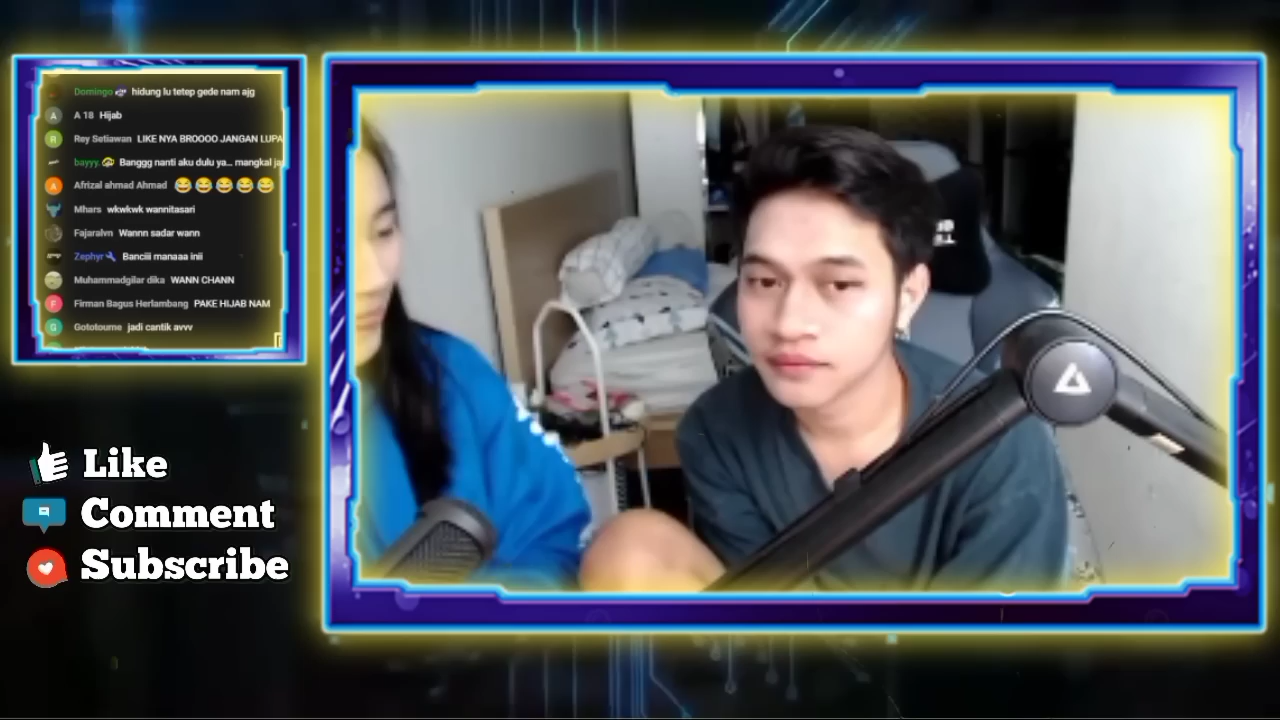 Domingo hidung lu tetep gede nam ajg
A A 18 Hijab
R Rey Setiawan LIKE NYA BROOOO JANGAN LUPA
bayyy. Banggg nanti aku dulu ya… mangkal
A Afrizal ahmad Ahmad 😂😂😂😂😂
Mhars wkwkwk wannitasari
Fajaralvn Wannn sadar wann
Zephyr Banciii manaaa inii
Muhammadgilar dika WANN CHANN
F Firman Bagus Herlambang PAKE HIJAB NAM
G Gototoume jadi cantik avvv
Like
Comment
Subscribe